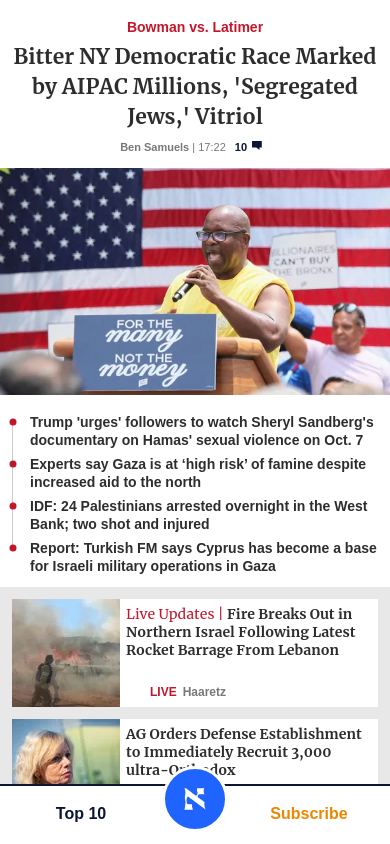 Bowman vs. Latimer
Bitter NY Democratic Race Marked
by AIPAC Millions, 'Segregated
Jews,' Vitriol
Ben Samuels | 17:22 10
BILLIONAIRES
CAN'T BUY
THE BRONX
FOR THE
many
NOT THE
money
Trump 'urges' followers to watch Sheryl Sandberg's
documentary on Hamas' sexual violence on Oct. 7
Experts say Gaza is at ‘high risk’ of famine despite
increased aid to the north
IDF: 24 Palestinians arrested overnight in the West
Bank; two shot and injured
Report: Turkish FM says Cyprus has become a base
for Israeli military operations in Gaza
Live Updates | Fire Breaks Out in
Northern Israel Following Latest
Rocket Barrage From Lebanon
LIVE Haaretz
AG Orders Defense Establishment
to Immediately Recruit 3,000
ultra-Orthodox
Top 10
Subscribe